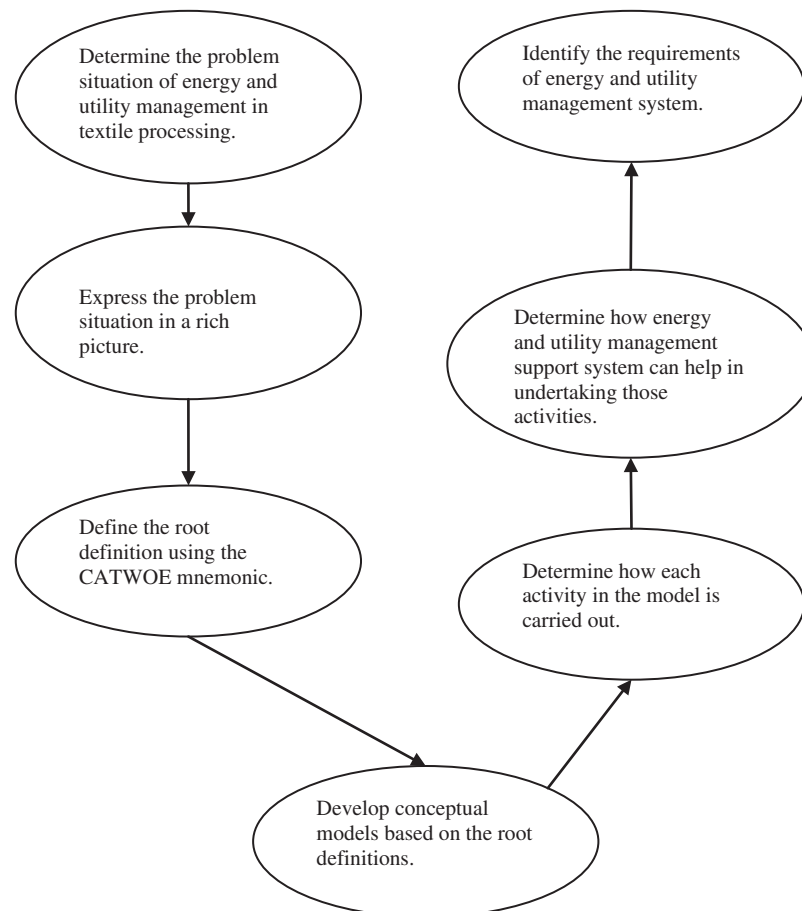 Determine the problem
situation of energy and
utility management in
textile processing.
Express the problem
situation in a rich
picture.
Define the root
definition using the
CATWOE mnemonic.
Develop conceptual
models based on the root
definitions.
Determine how each
activity in the model is
carried out.
Determine how energy
and utility management
support system can help in
undertaking those
activities.
Identify the requirements
of energy and utility
management system.